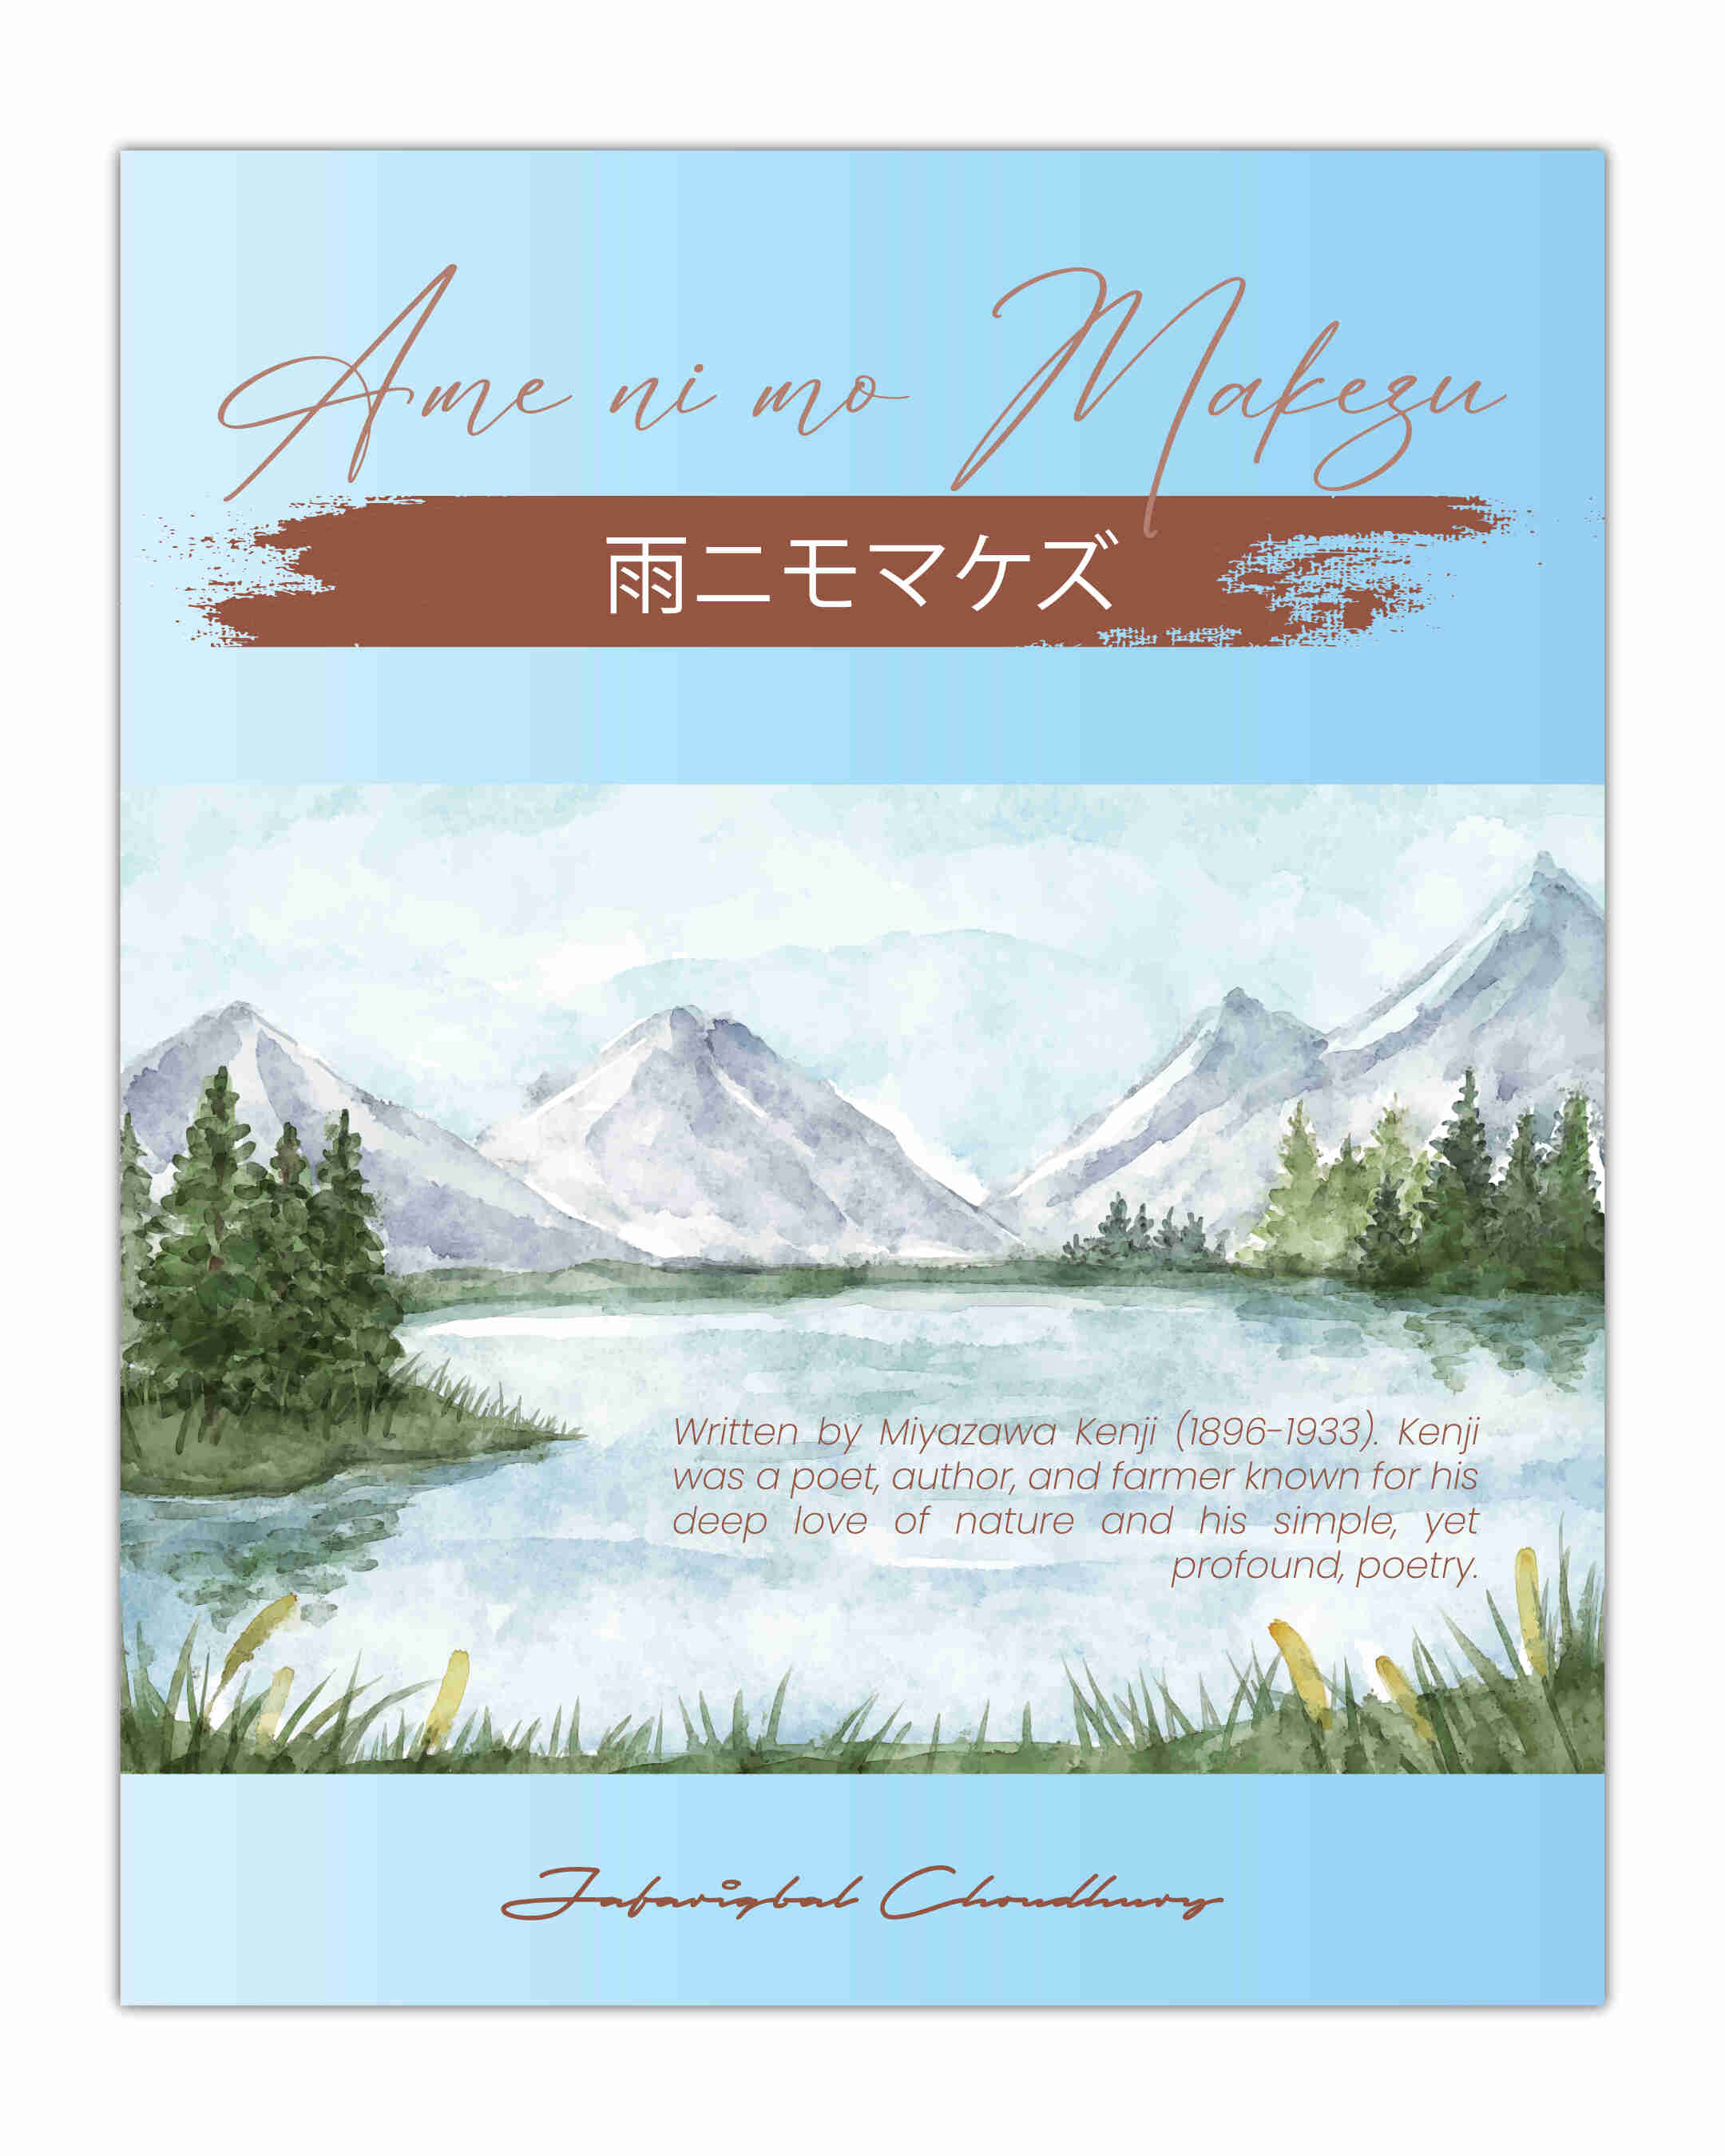 Ame ni mo Makezu
雨ニモマケズ
Written by Miyazawa Kenji (1896-1933). Kenji
was a poet, author, and farmer known for his
deep love of nature and his simple, yet
profound, poetry.
Jafariqbal Choudhury